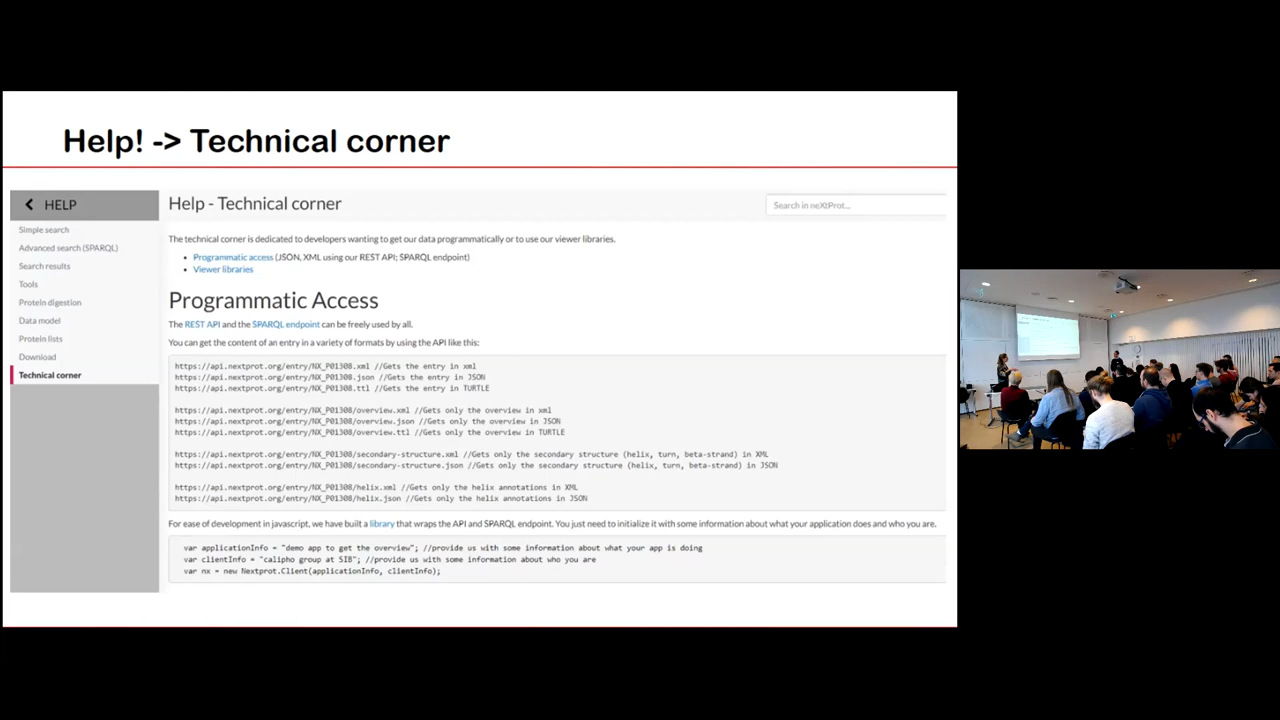 Help! -> Technical corner
HELP
Simple search
Advanced search (SPARQL)
Search results
Tools
Protein digestion
Data model
Protein lists
Download
Technical corner
Help - Technical corner
Search in neXtProt...
The technical corner is dedicated to developers wanting to get our data programmatically or to use our viewer libraries.
• Programmatic access (JSON, XML using our REST API; SPARQL endpoint)
• Viewer libraries
Programmatic Access
The REST API and the SPARQL endpoint can be freely used by all.
You can get the content of an entry in a variety of formats by using the API like this:
https://api.nextprot.org/entry/NX_P01308.xml //Gets the entry in xml
https://api.nextprot.org/entry/NX_P01308.json //Gets the entry in JSON
https://api.nextprot.org/entry/NX_P01308.ttl //Gets the entry in TURTLE
https://api.nextprot.org/entry/NX_P01308/overview.xml //Gets only the overview in xml
https://api.nextprot.org/entry/NX_P01308/overview.json //Gets only the overview in JSON
https://api.nextprot.org/entry/NX_P01308/overview.ttl //Gets only the overview in TURTLE
https://api.nextprot.org/entry/NX_P01308/secondary-structure.xml //Gets only the secondary structure (helix, turn, beta-strand) in XML
https://api.nextprot.org/entry/NX_P01308/secondary-structure.json //Gets only the secondary structure (helix, turn, beta-strand) in JSON
https://api.nextprot.org/entry/NX_P01308/helix.xml //Gets only the helix annotations in XML
https://api.nextprot.org/entry/NX_P01308/helix.json //Gets only the helix annotations in JSON
For ease of development in javascript, we have built a library that wraps the API and SPARQL endpoint. You just need to initialize it with some information about what your application does and who you are.
var applicationInfo = "demo app to get the overview"; //provide us with some information about what your app is doing
var clientInfo = "calipho group at SIB"; //provide us with some information about who you are
var nx = new Nextprot.Client(applicationInfo, clientInfo);